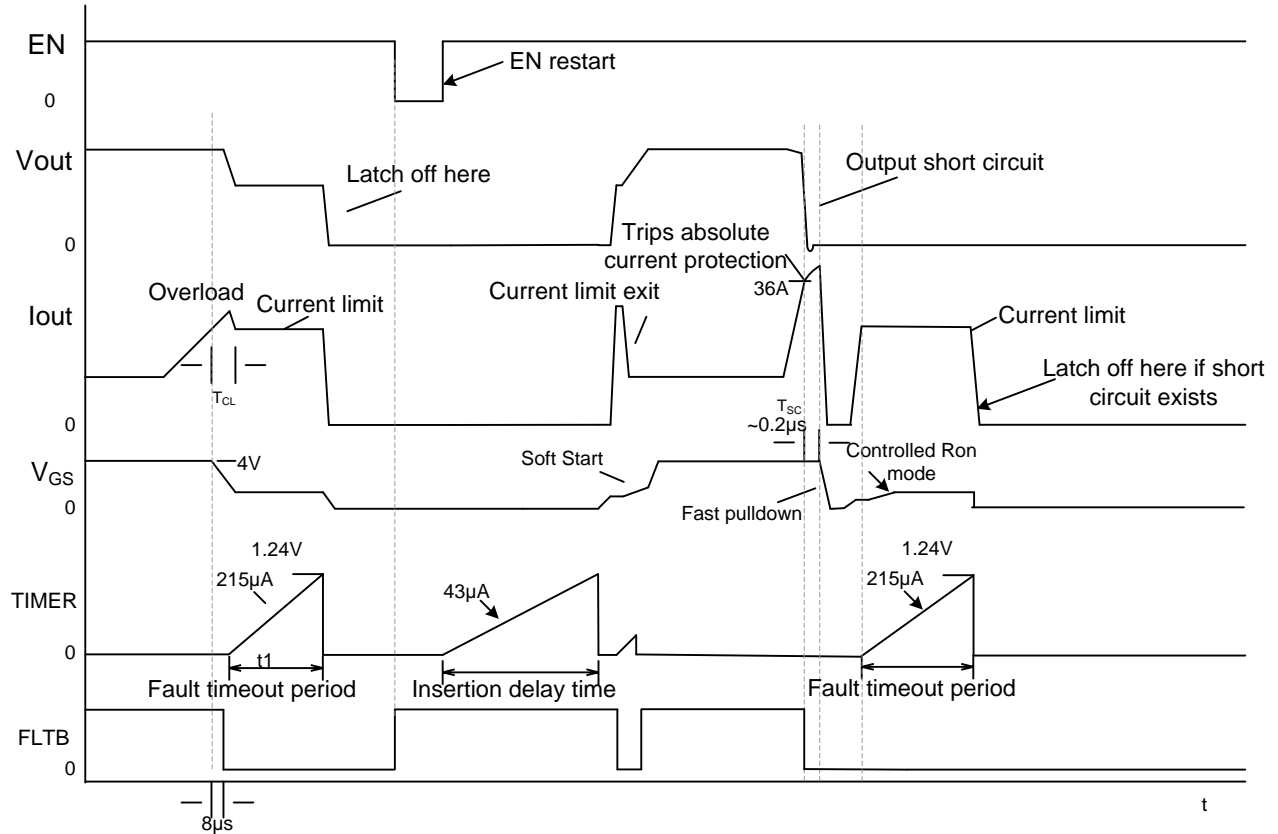 EN
0
EN restart
Vout
0
Latch off here
Output short circuit
Trips absolute
current protection
36A
Iout
0
Overload
Current limit
Current limit exit
Current limit
Latch off here if short
circuit exists
TCL
TSC
~0.2µs
VGS
0
4V
Soft Start
Fast pulldown
Controlled Ron
mode
TIMER
0
1.24V
215µA
t1
Fault timeout period
43µA
Insertion delay time
1.24V
215µA
Fault timeout period
FLTB
0
8µs
t